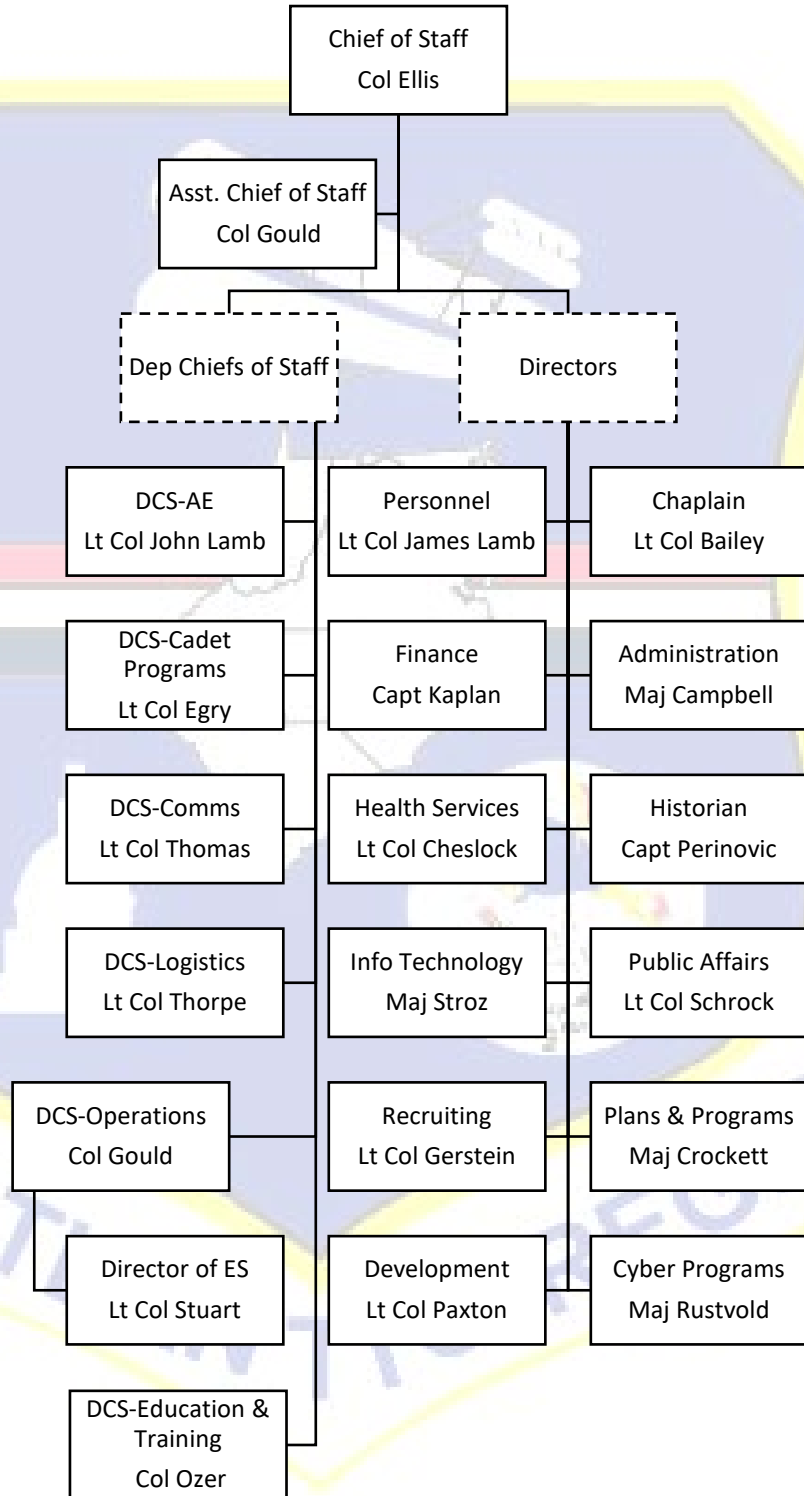 Chief of Staff
Col Ellis
Asst. Chief of Staff
Col Gould
Dep Chiefs of Staff
Directors
DCS-AE
Lt Col John Lamb
Personnel
Lt Col James Lamb
Chaplain
Lt Col Bailey
DCS-Cadet
Programs
Lt Col Egry
Finance
Capt Kaplan
Administration
Maj Campbell
DCS-Comms
Lt Col Thomas
Health Services
Lt Col Cheslock
Historian
Capt Perinovic
DCS-Logistics
Lt Col Thorpe
Info Technology
Maj Stroz
Public Affairs
Lt Col Schrock
DCS-Operations
Col Gould
Recruiting
Lt Col Gerstein
Plans & Programs
Maj Crockett
Director of ES
Lt Col Stuart
Development
Lt Col Paxton
Cyber Programs
Maj Rustvold
DCS-Education &
Training
Col Ozer